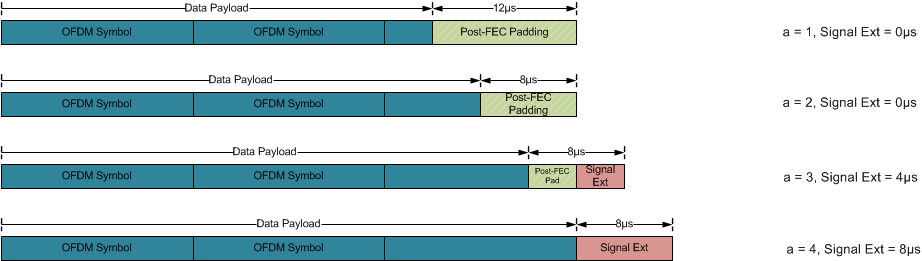 Data Payload 12µs
OFDM Symbol OFDM Symbol Post-FEC Padding a = 1, Signal Ext = 0µs
Data Payload 8µs
OFDM Symbol OFDM Symbol Post-FEC
Padding a = 2, Signal Ext = 0µs
Data Payload 8µs
OFDM Symbol OFDM Symbol Post-FEC
Pad Signal
Ext a = 3, Signal Ext = 4µs
Data Payload 8µs
OFDM Symbol OFDM Symbol Signal Ext a = 4, Signal Ext = 8µs